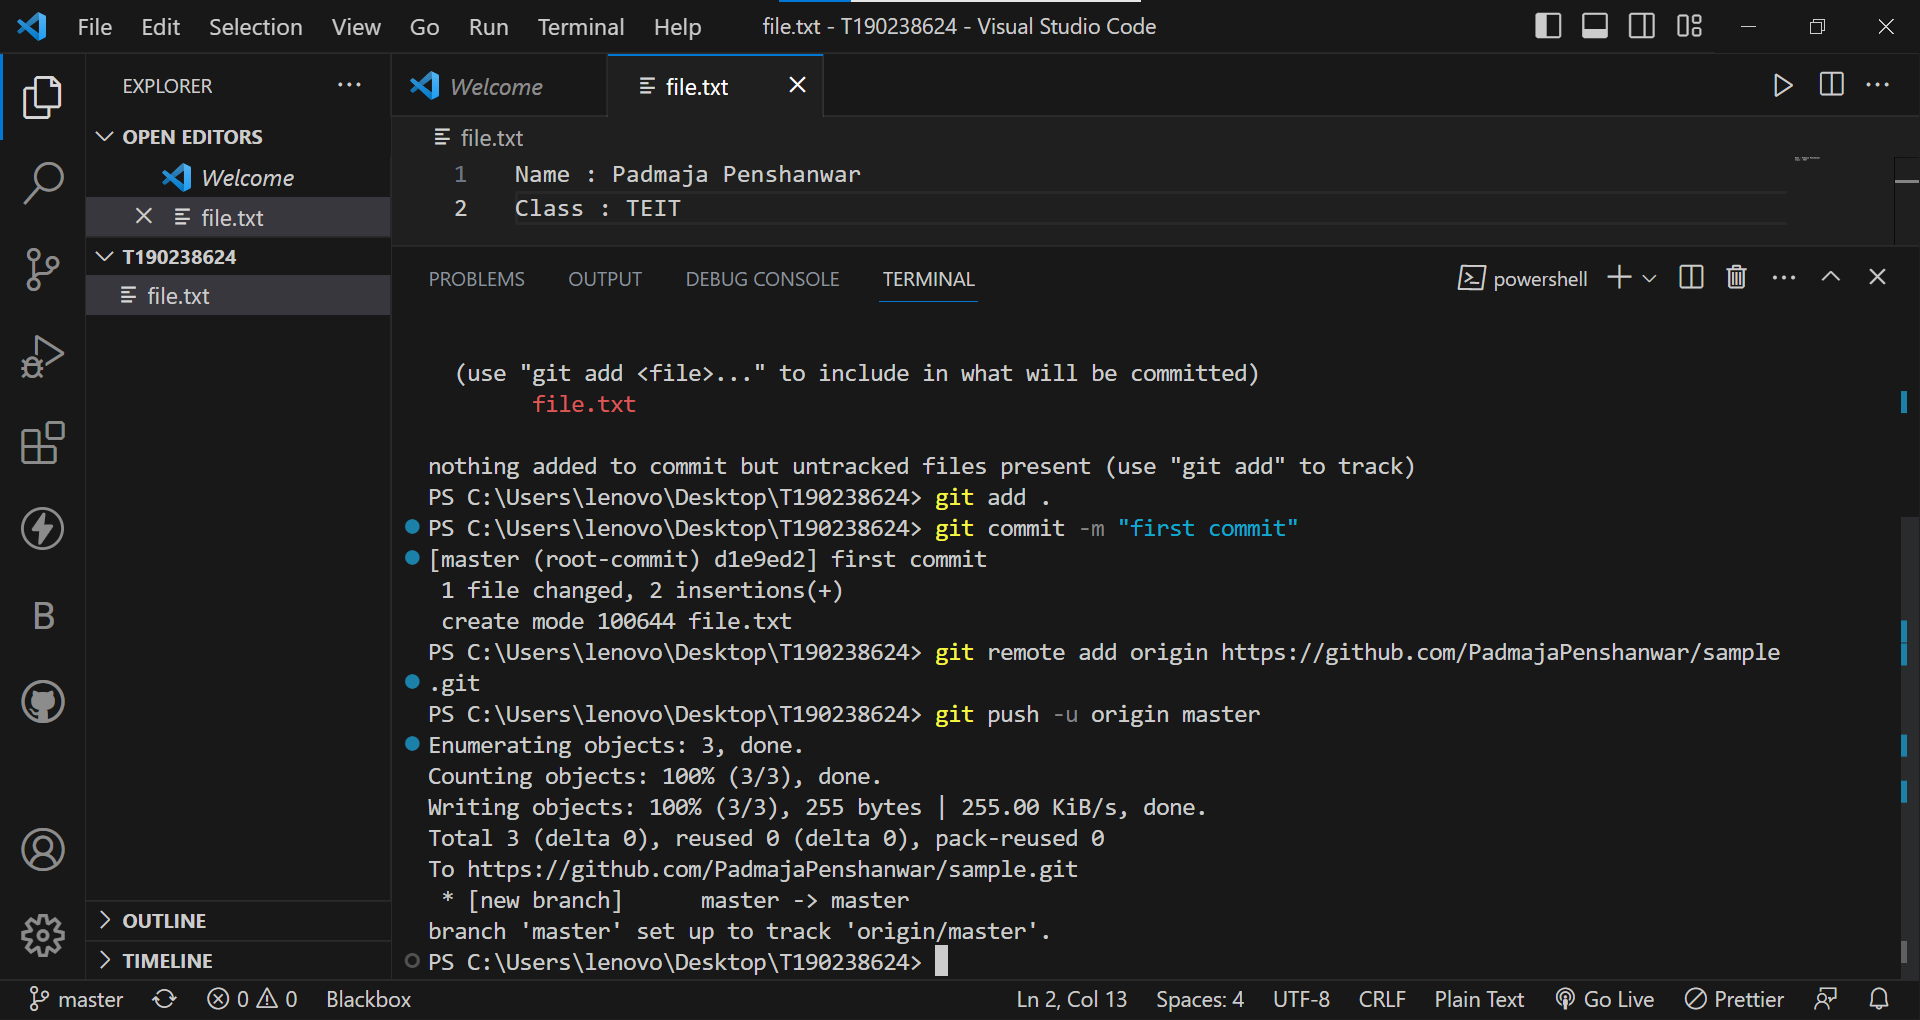 File Edit Selection View Go Run Terminal Help file.txt - T190238624 - Visual Studio Code
EXPLORER
OPEN EDITORS
Welcome
file.txt
T190238624
file.txt
OUTLINE
TIMELINE
Welcome file.txt
file.txt
1 Name : Padmaja Penshanwar
2 Class : TEIT
PROBLEMS OUTPUT DEBUG CONSOLE TERMINAL powershell
(use "git add <file>..." to include in what will be committed)
file.txt
nothing added to commit but untracked files present (use "git add" to track)
PS C:\Users\lenovo\Desktop\T190238624> git add .
PS C:\Users\lenovo\Desktop\T190238624> git commit -m "first commit"
[master (root-commit) d1e9ed2] first commit
1 file changed, 2 insertions(+)
create mode 100644 file.txt
PS C:\Users\lenovo\Desktop\T190238624> git remote add origin https://github.com/PadmajaPenshanwar/sample
.git
PS C:\Users\lenovo\Desktop\T190238624> git push -u origin master
Enumerating objects: 3, done.
Counting objects: 100% (3/3), done.
Writing objects: 100% (3/3), 255 bytes | 255.00 KiB/s, done.
Total 3 (delta 0), reused 0 (delta 0), pack-reused 0
To https://github.com/PadmajaPenshanwar/sample.git
* [new branch] master -> master
branch 'master' set up to track 'origin/master'.
PS C:\Users\lenovo\Desktop\T190238624>
master 0 0 Blackbox Ln 2, Col 13 Spaces: 4 UTF-8 CRLF Plain Text Go Live Prettier